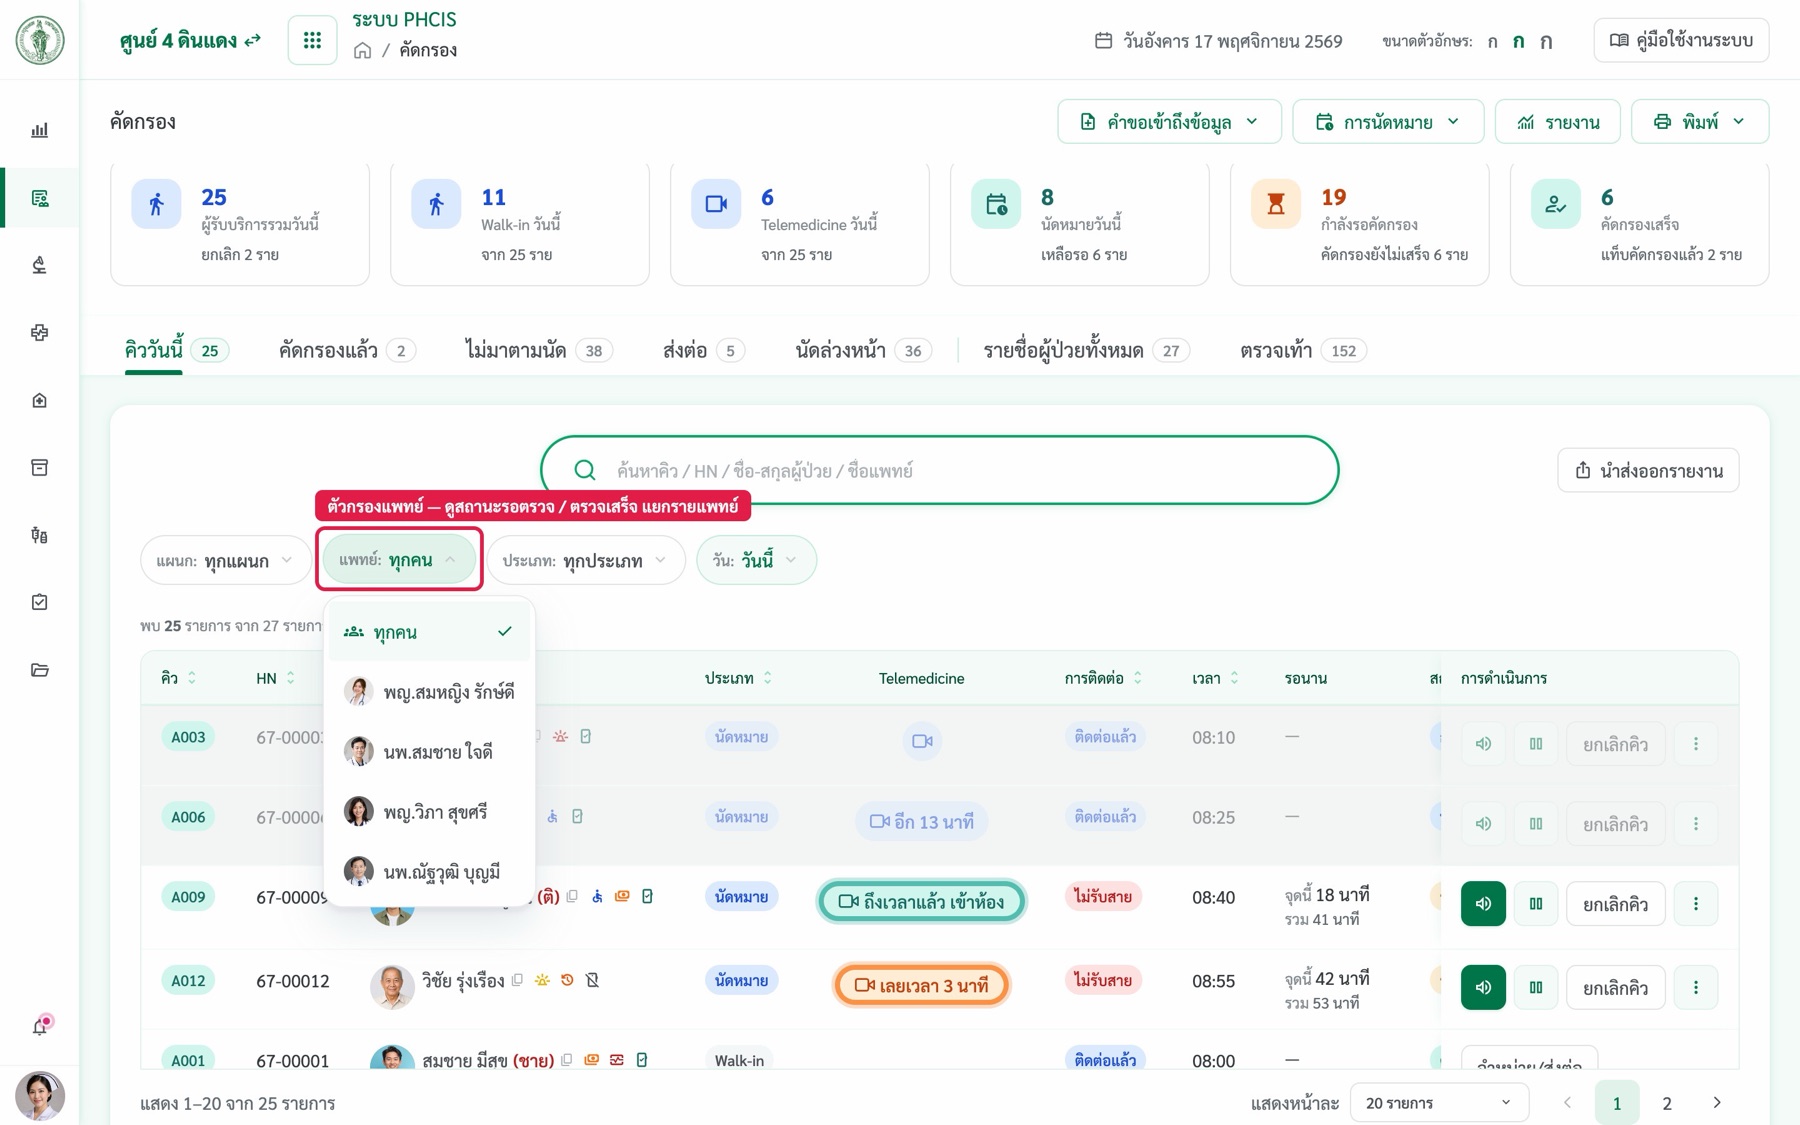 ศูนย์ 4 ดินแดง
ระบบ PHCIS
/ คัดกรอง
วันอังคาร 17 พฤศจิกายน 2569
ขนาดตัวอักษร: ก ก ก
คู่มือใช้งานระบบ
คัดกรอง
คำขอเข้าถึงข้อมูล
การนัดหมาย
รายงาน
พิมพ์
25
ผู้รับบริการรวมวันนี้
ยกเลิก 2 ราย
11
Walk-in วันนี้
จาก 25 ราย
6
Telemedicine วันนี้
จาก 25 ราย
8
นัดหมายวันนี้
เหลือรอ 6 ราย
19
กำลังรอคัดกรอง
คัดกรองยังไม่เสร็จ 6 ราย
6
คัดกรองเสร็จ
แท็บคัดกรองแล้ว 2 ราย
คิววันนี้ 25
คัดกรองแล้ว 2
ไม่มาตามนัด 38
ส่งต่อ 5
นัดล่วงหน้า 36
รายชื่อผู้ป่วยทั้งหมด 27
ตรวจเท้า 152
ค้นหาคิว / HN / ชื่อ-สกุลผู้ป่วย / ชื่อแพทย์
นำส่งออกรายงาน
ตัวกรองแพทย์ — ดูสถานะรอตรวจ / ตรวจเสร็จ แยกรายแพทย์
แผนก: ทุกแผนก
แพทย์: ทุกคน
ประเภท: ทุกประเภท
วัน: วันนี้
พบ 25 รายการ จาก 27 รายการ
ทุกคน
พญ.สมหญิง รักษ์ดี
นพ.สมชาย ใจดี
พญ.วิภา สุขศรี
นพ.ณัฐวุฒิ บุญมี
คิว HN ประเภท Telemedicine การติดต่อ เวลา รอนาน การดำเนินการ
A003 67-0000 นัดหมาย ติดต่อแล้ว 08:10 — ยกเลิกคิว
A006 67-0000 นัดหมาย อีก 13 นาที ติดต่อแล้ว 08:25 — ยกเลิกคิว
A009 67-00009 (ติ) นัดหมาย ถึงเวลาแล้ว เข้าห้อง ไม่รับสาย 08:40 จุดนี้ 18 นาที ยกเลิกคิว
รวม 41 นาที
A012 67-00012 วิชัย รุ่งเรือง นัดหมาย เลยเวลา 3 นาที ไม่รับสาย 08:55 จุดนี้ 42 นาที ยกเลิกคิว
รวม 53 นาที
A001 67-00001 สมชาย มีสุข (ชาย) Walk-in ติดต่อแล้ว 08:00 —
แสดง 1–20 จาก 25 รายการ
แสดงหน้าละ 20 รายการ
1 2